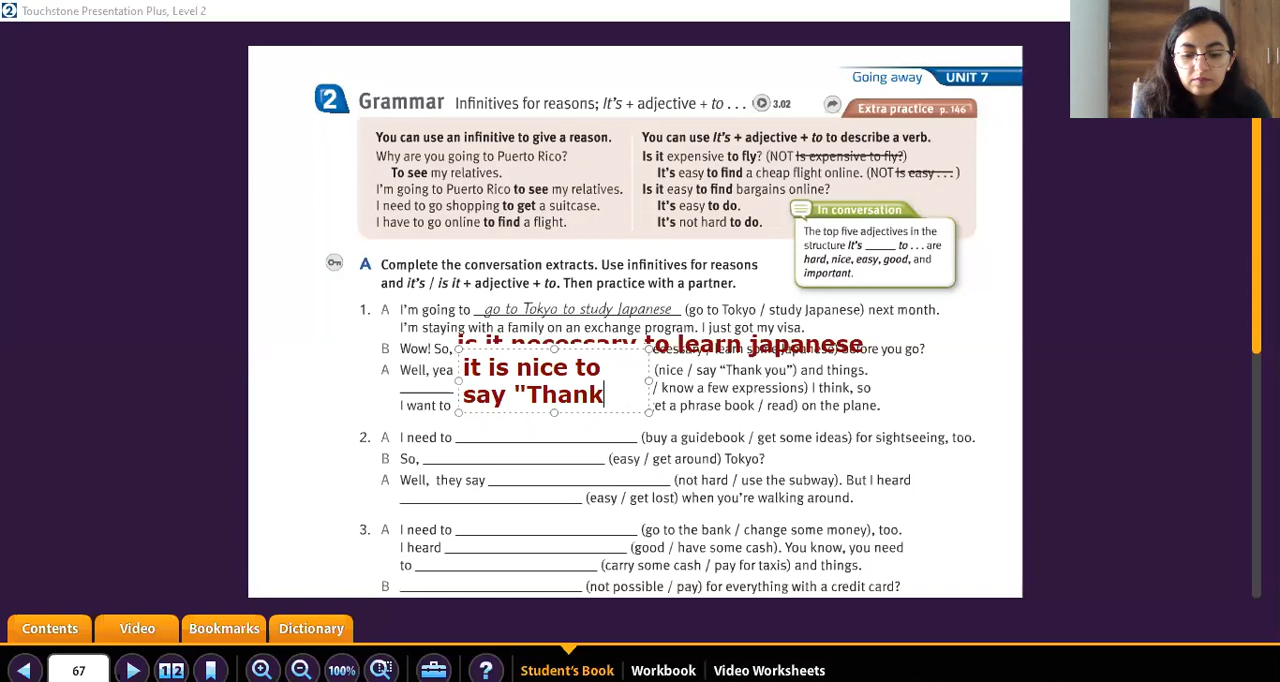 Touchstone Presentation Plus, Level 2
Going away UNIT 7
2 Grammar Infinitives for reasons; It's + adjective + to . . . 3.02
Extra practice p. 146
You can use an infinitive to give a reason.
Why are you going to Puerto Rico?
To see my relatives.
I'm going to Puerto Rico to see my relatives.
I need to go shopping to get a suitcase.
I have to go online to find a flight.
You can use It's + adjective + to to describe a verb.
Is it expensive to fly? (NOT Is expensive to fly?)
It's easy to find a cheap flight online. (NOT Is easy . . . )
Is it easy to find bargains online?
It's easy to do.
It's not hard to do.
In conversation
The top five adjectives in the
structure It's _____ to . . . are
hard, nice, easy, good, and
important.
A Complete the conversation extracts. Use infinitives for reasons
and it's / is it + adjective + to. Then practice with a partner.
1. A I'm going to go to Tokyo to study Japanese (go to Tokyo / study Japanese) next month.
I'm staying with a family on an exchange program. I just got my visa.
is it necessary to learn japanese
B Wow! So, before you go?
it is nice to
A Well, yea (nice / say "Thank you") and things.
say "Thank
/ know a few expressions) I think, so
I want to et a phrase book / read) on the plane.
2. A I need to ____________ (buy a guidebook / get some ideas) for sightseeing, too.
B So, ____________ (easy / get around) Tokyo?
A Well, they say ____________ (not hard / use the subway). But I heard
____________ (easy / get lost) when you're walking around.
3. A I need to ____________ (go to the bank / change some money), too.
I heard ____________ (good / have some cash). You know, you need
to ____________ (carry some cash / pay for taxis) and things.
B ____________ (not possible / pay) for everything with a credit card?
Contents Video Bookmarks Dictionary
67 12 100% ? Student's Book Workbook Video Worksheets